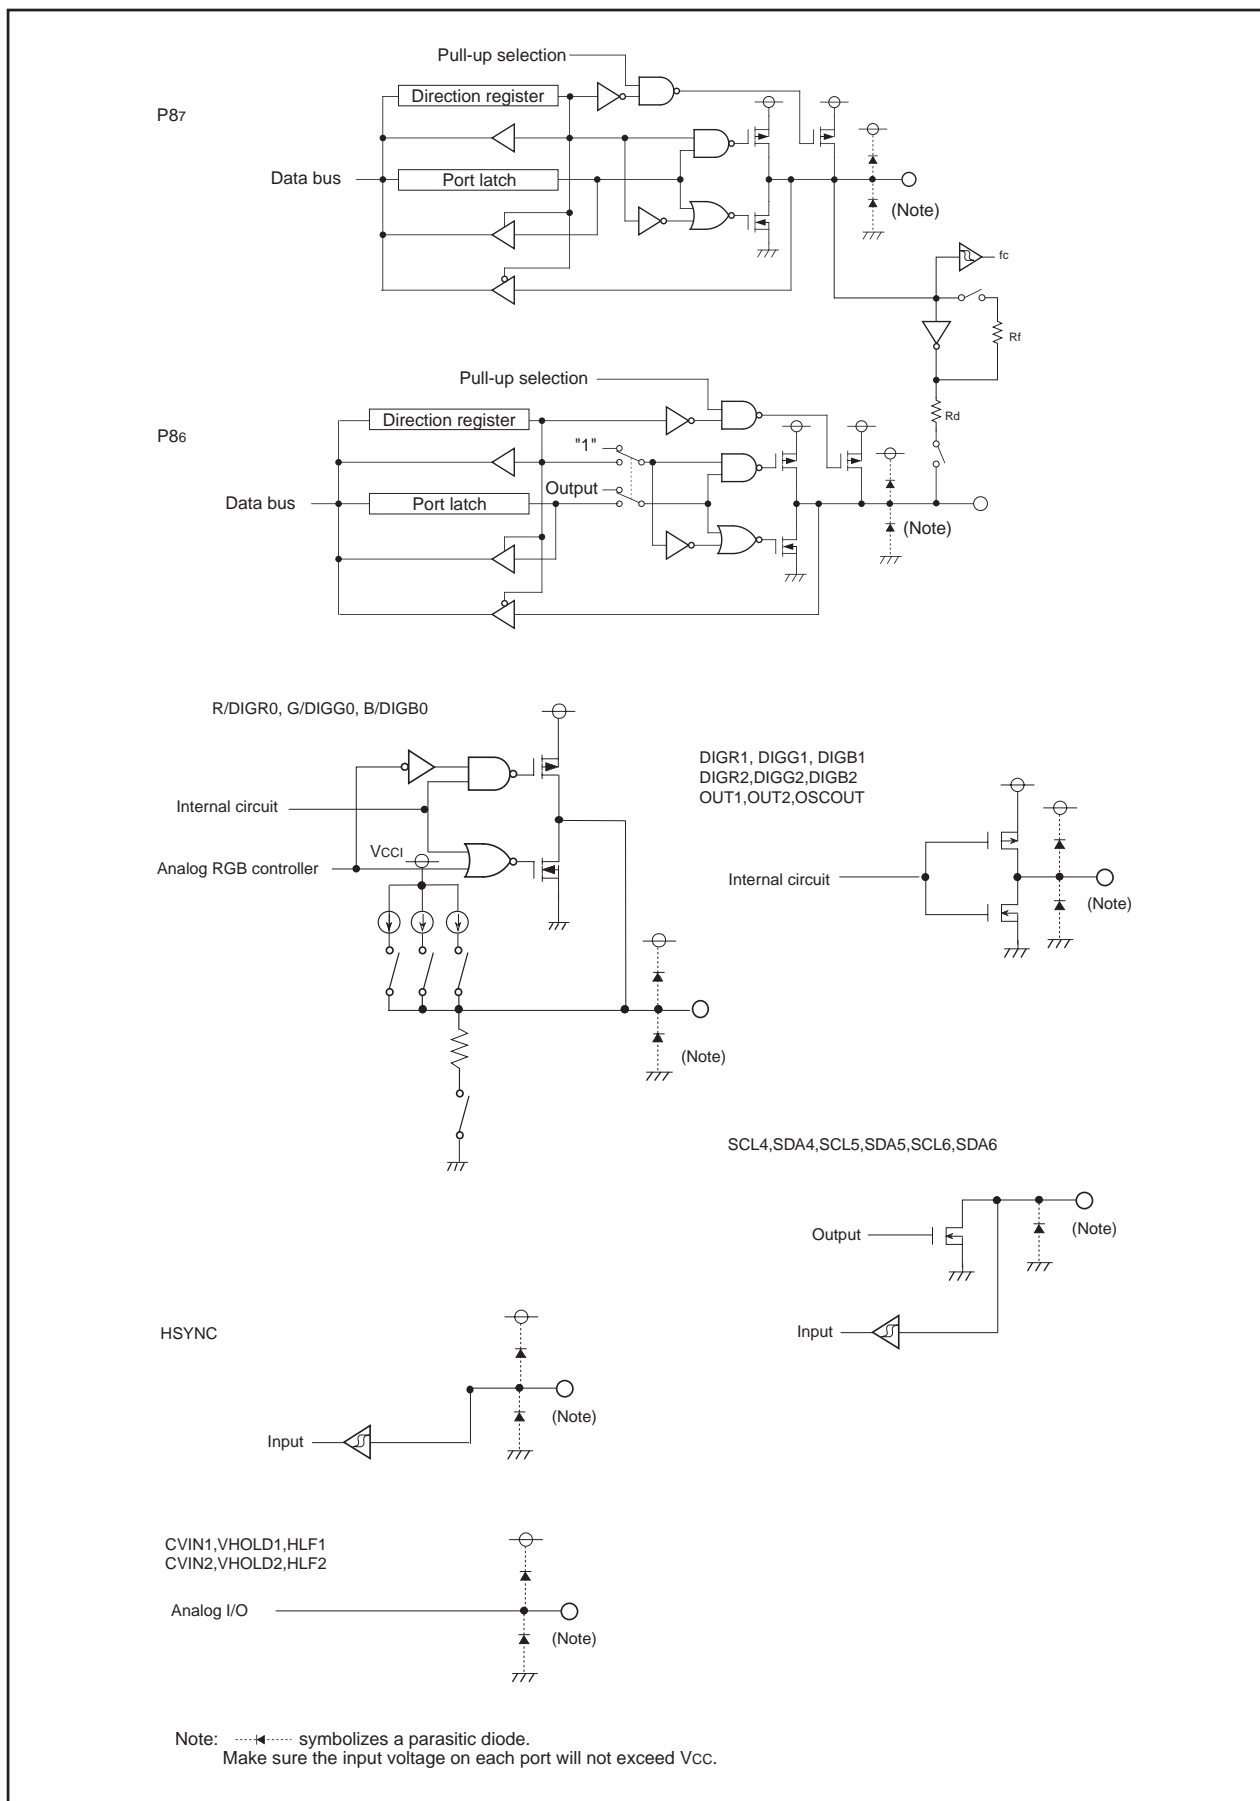 Pull-up selection
Direction register
P87
Data bus
Port latch
(Note)
fc
Rf
Pull-up selection
Rd
Direction register
P86
"1"
Output
Data bus
Port latch
(Note)
R/DIGR0, G/DIGG0, B/DIGB0
Internal circuit
VCCI
Analog RGB controller
(Note)
DIGR1, DIGG1, DIGB1
DIGR2,DIGG2,DIGB2
OUT1,OUT2,OSCOUT
Internal circuit
(Note)
SCL4,SDA4,SCL5,SDA5,SCL6,SDA6
Output
(Note)
Input
HSYNC
Input
(Note)
CVIN1,VHOLD1,HLF1
CVIN2,VHOLD2,HLF2
Analog I/O
(Note)
Note: symbolizes a parasitic diode.
Make sure the input voltage on each port will not exceed VCC.